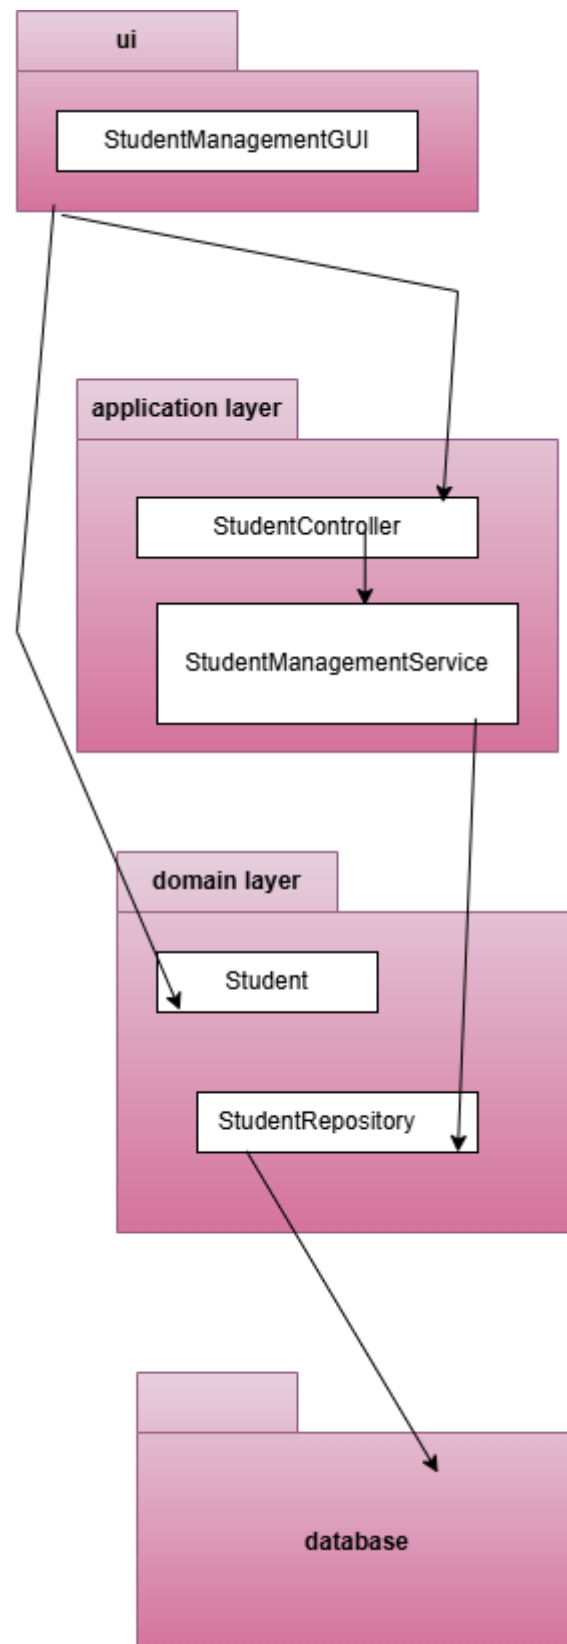 ui
StudentManagementGUI
application layer
StudentController
StudentManagementService
domain layer
Student
StudentRepository
database